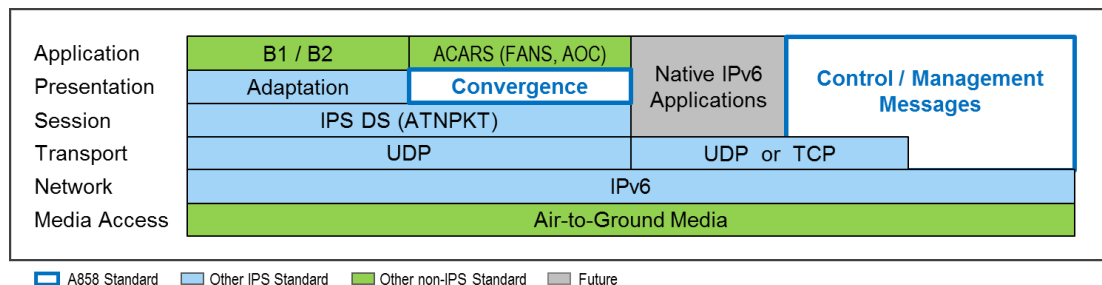 Application
B1 / B2
ACARS (FANS, AOC)
Native IPv6
Applications
Control / Management
Messages
Presentation
Adaptation
Convergence
Session
IPS DS (ATNPKT)
Transport
UDP
UDP or TCP
Network
IPv6
Media Access
Air-to-Ground Media
A858 Standard
Other IPS Standard
Other non-IPS Standard
Future